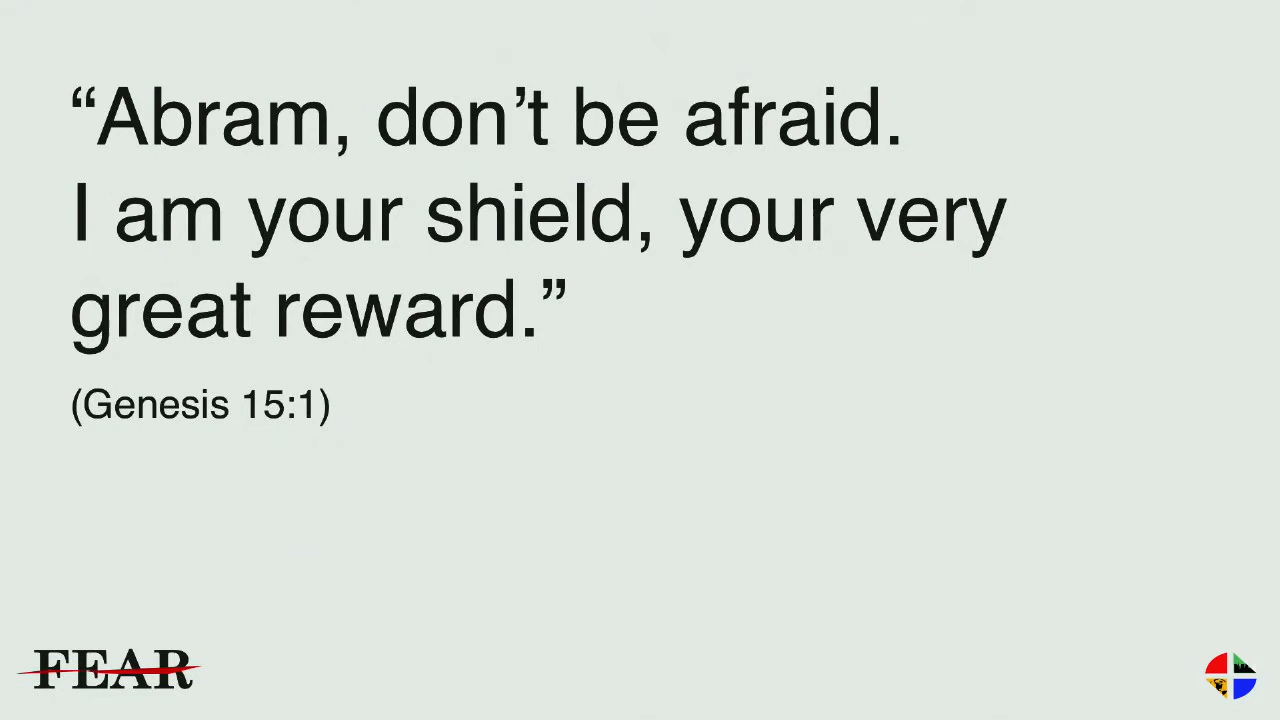 “Abram, don’t be afraid.
I am your shield, your very
great reward.”
(Genesis 15:1)
FEAR